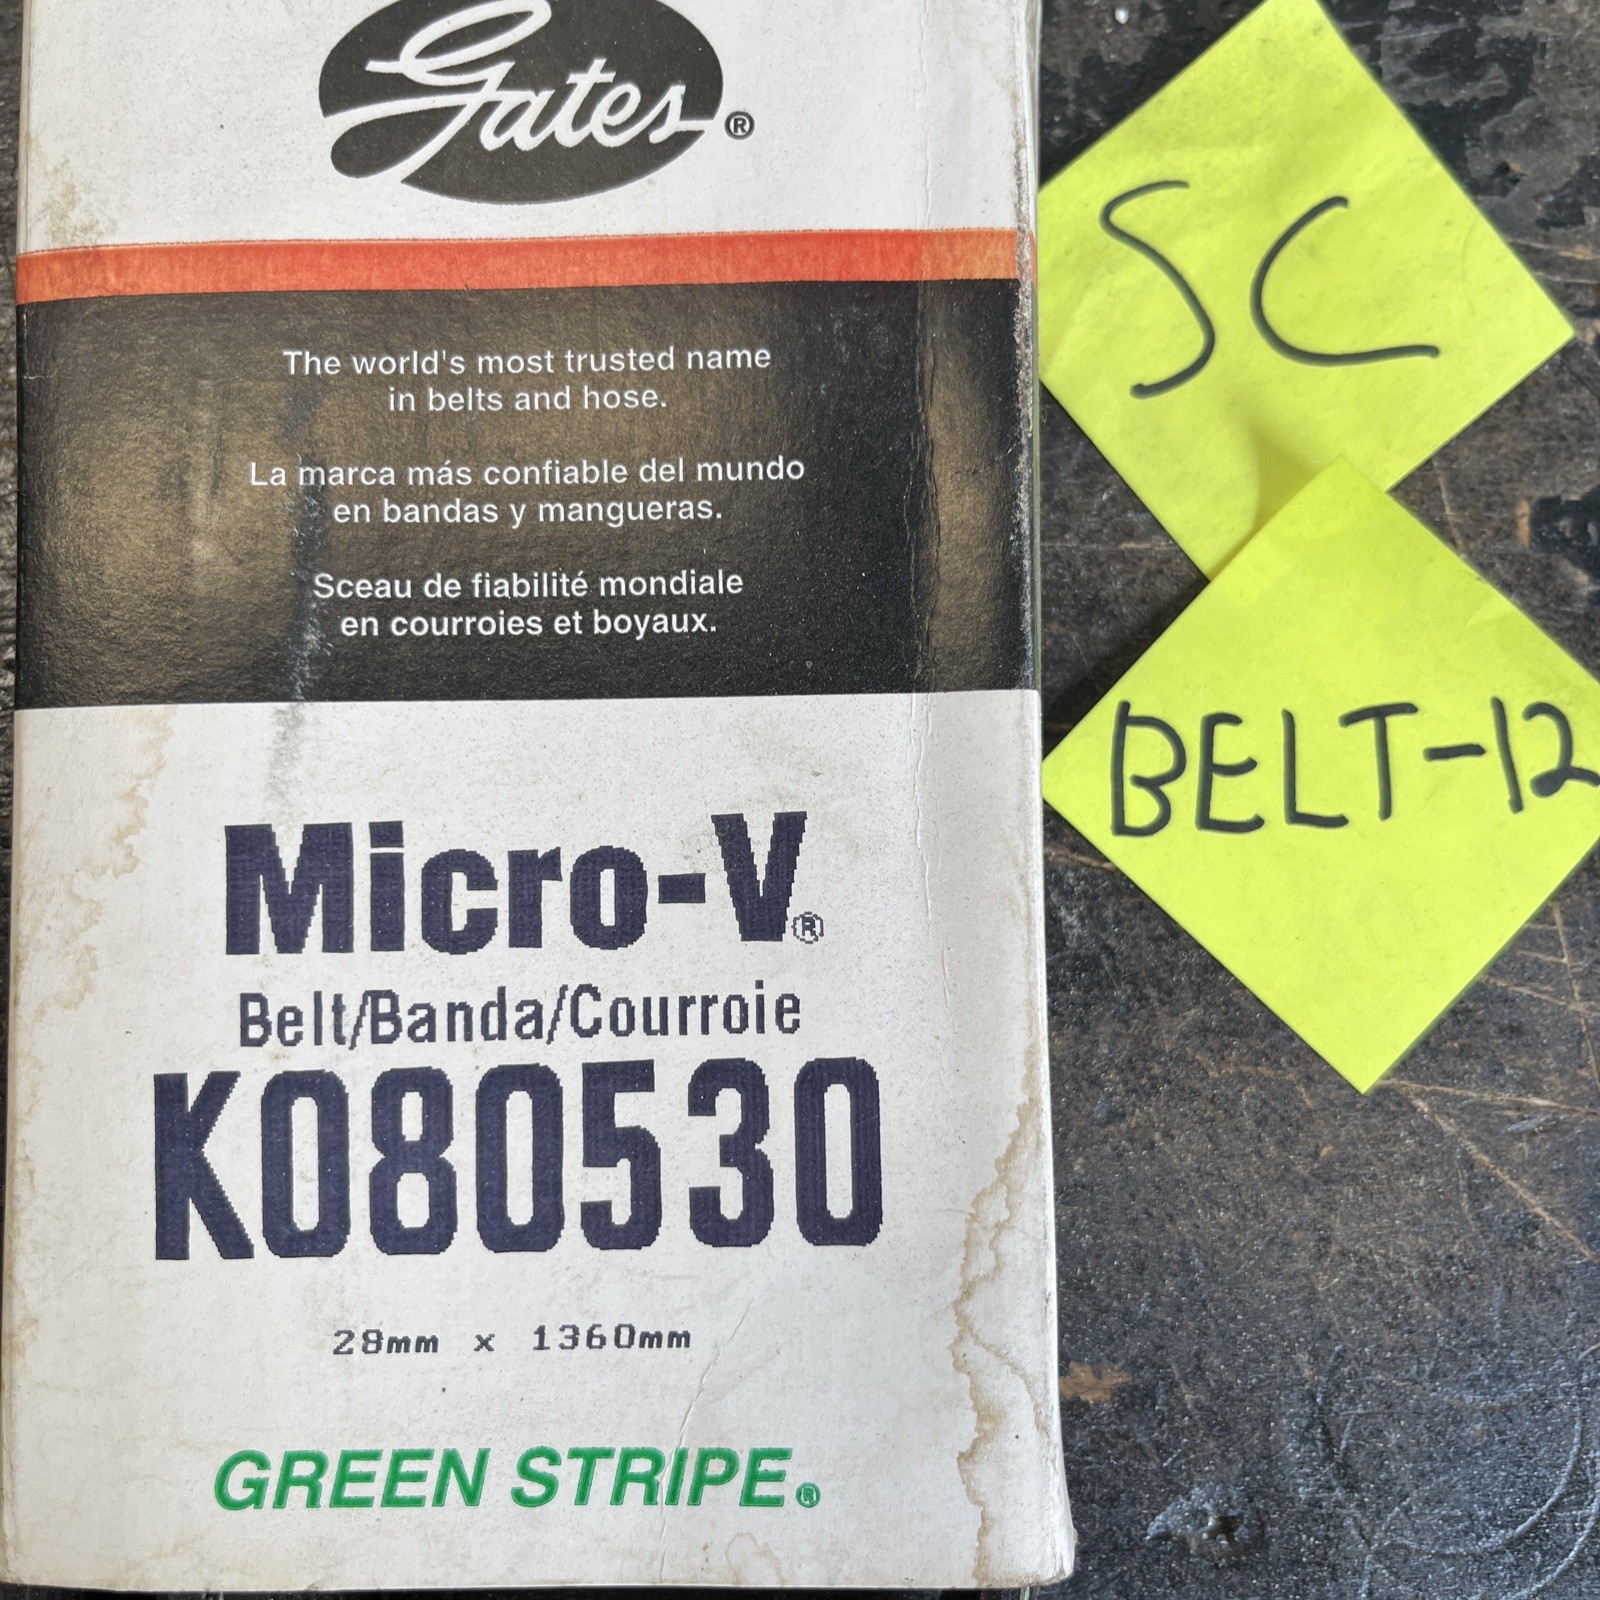 Gates®
The world's most trusted name
in belts and hose.
La marca más confiable del mundo
en bandas y mangueras.
Sceau de fiabilité mondiale
en courroies et boyaux.
Micro-V®
Belt/Banda/Courroie
K080530
28mm x 1360mm
GREEN STRIPE®
SC
BELT-12